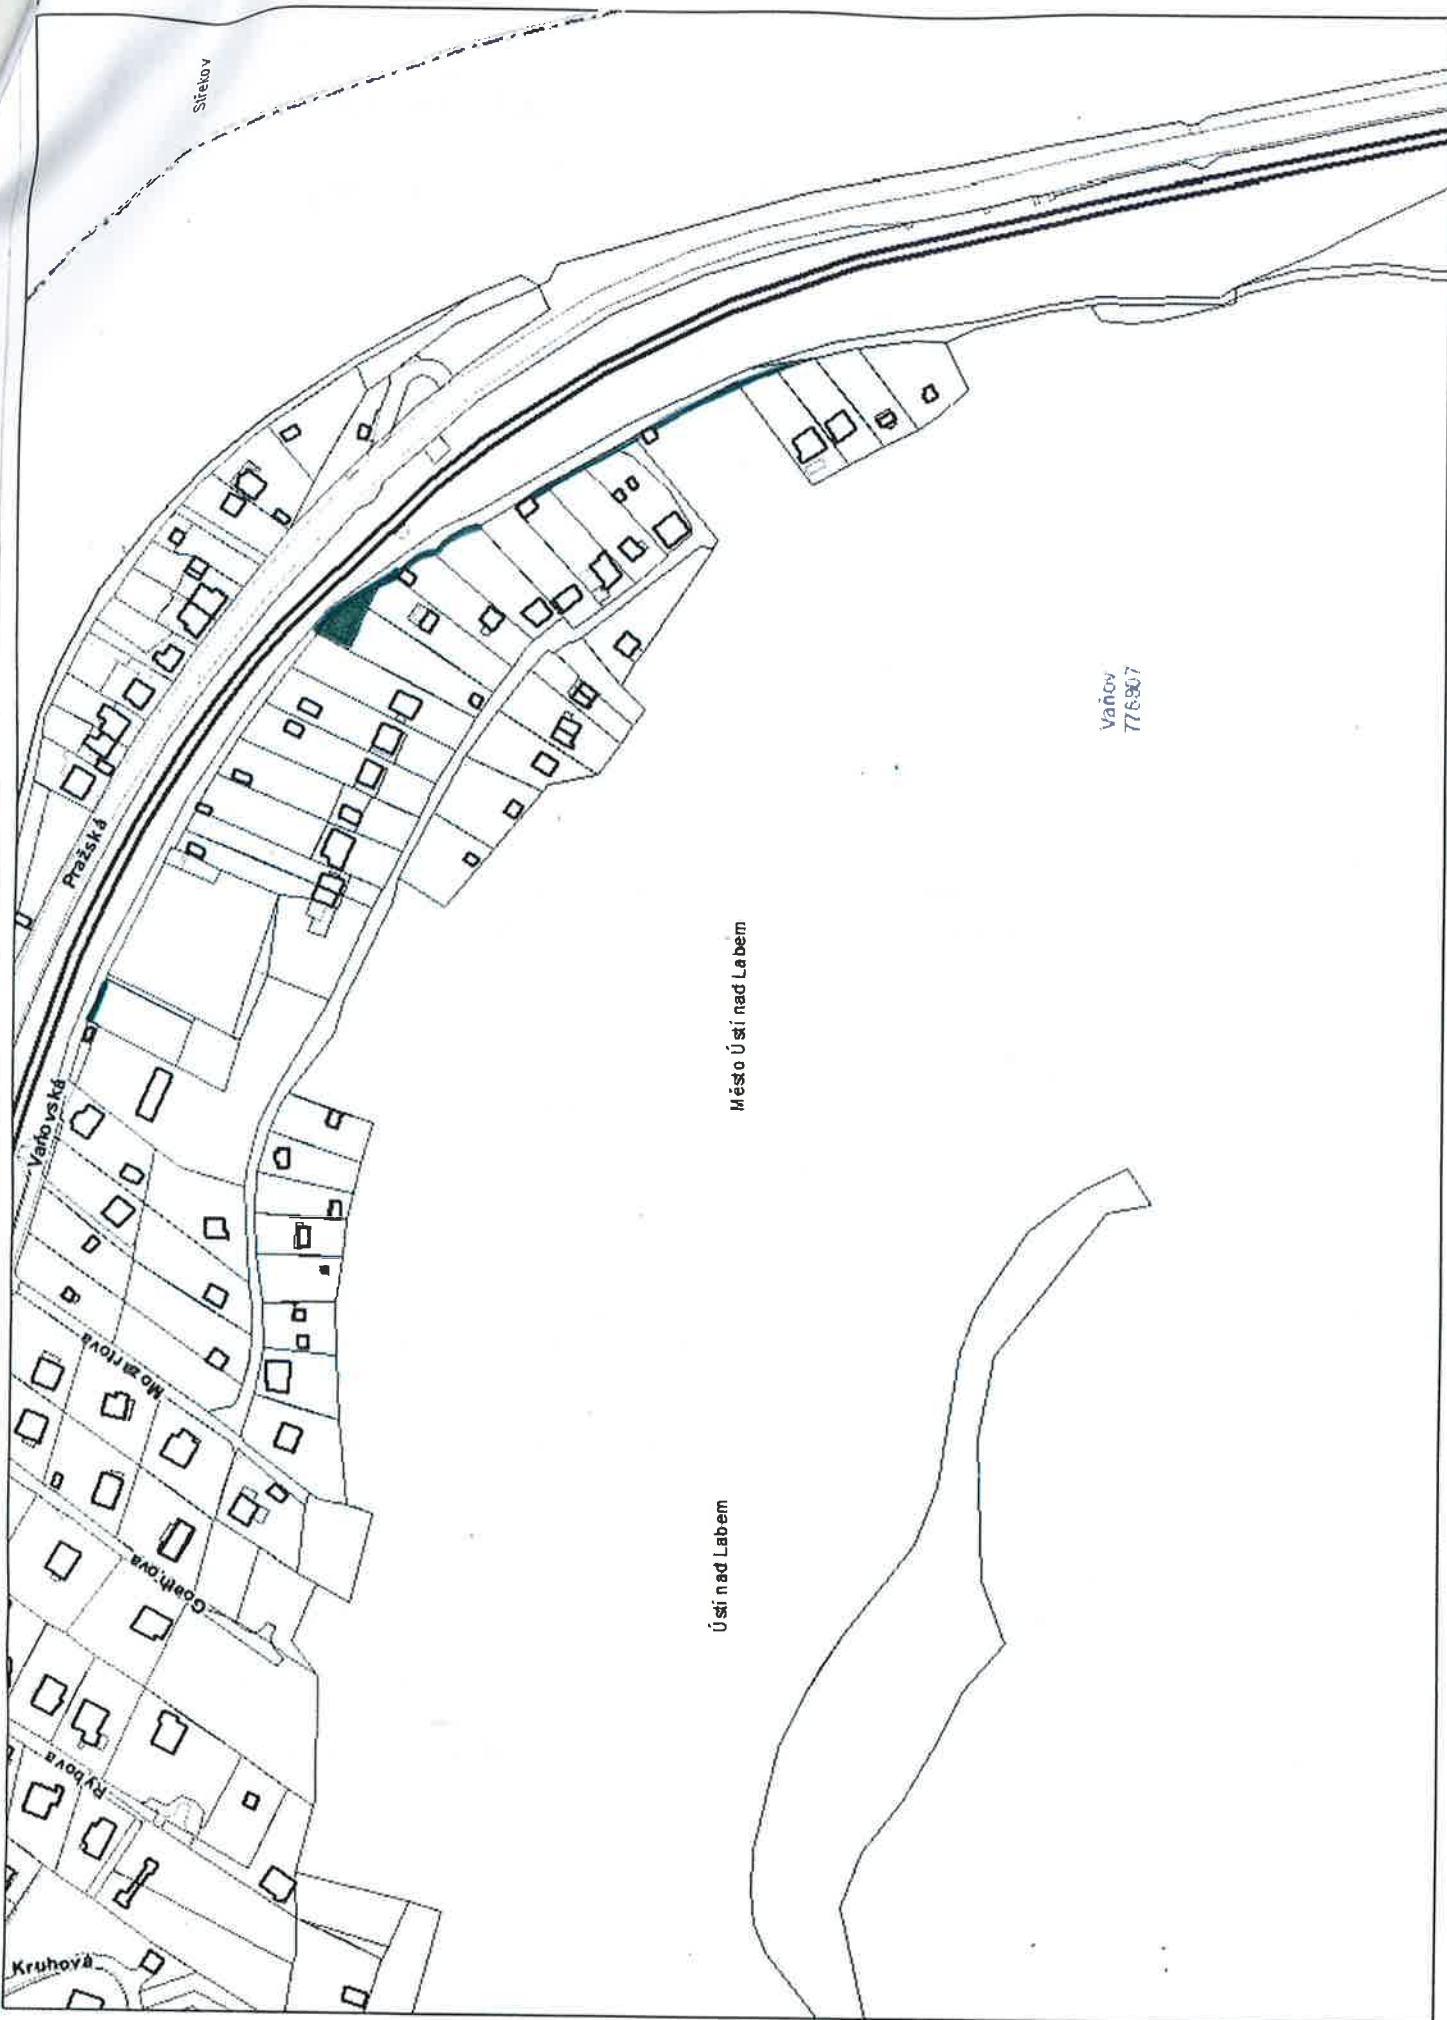 Střekov
Pražská
Vaňovská
Vaňov
776807
Město Ústí nad Labem
Mozartova
Ústí nad Labem
Goethova
Rybova
Kruhová